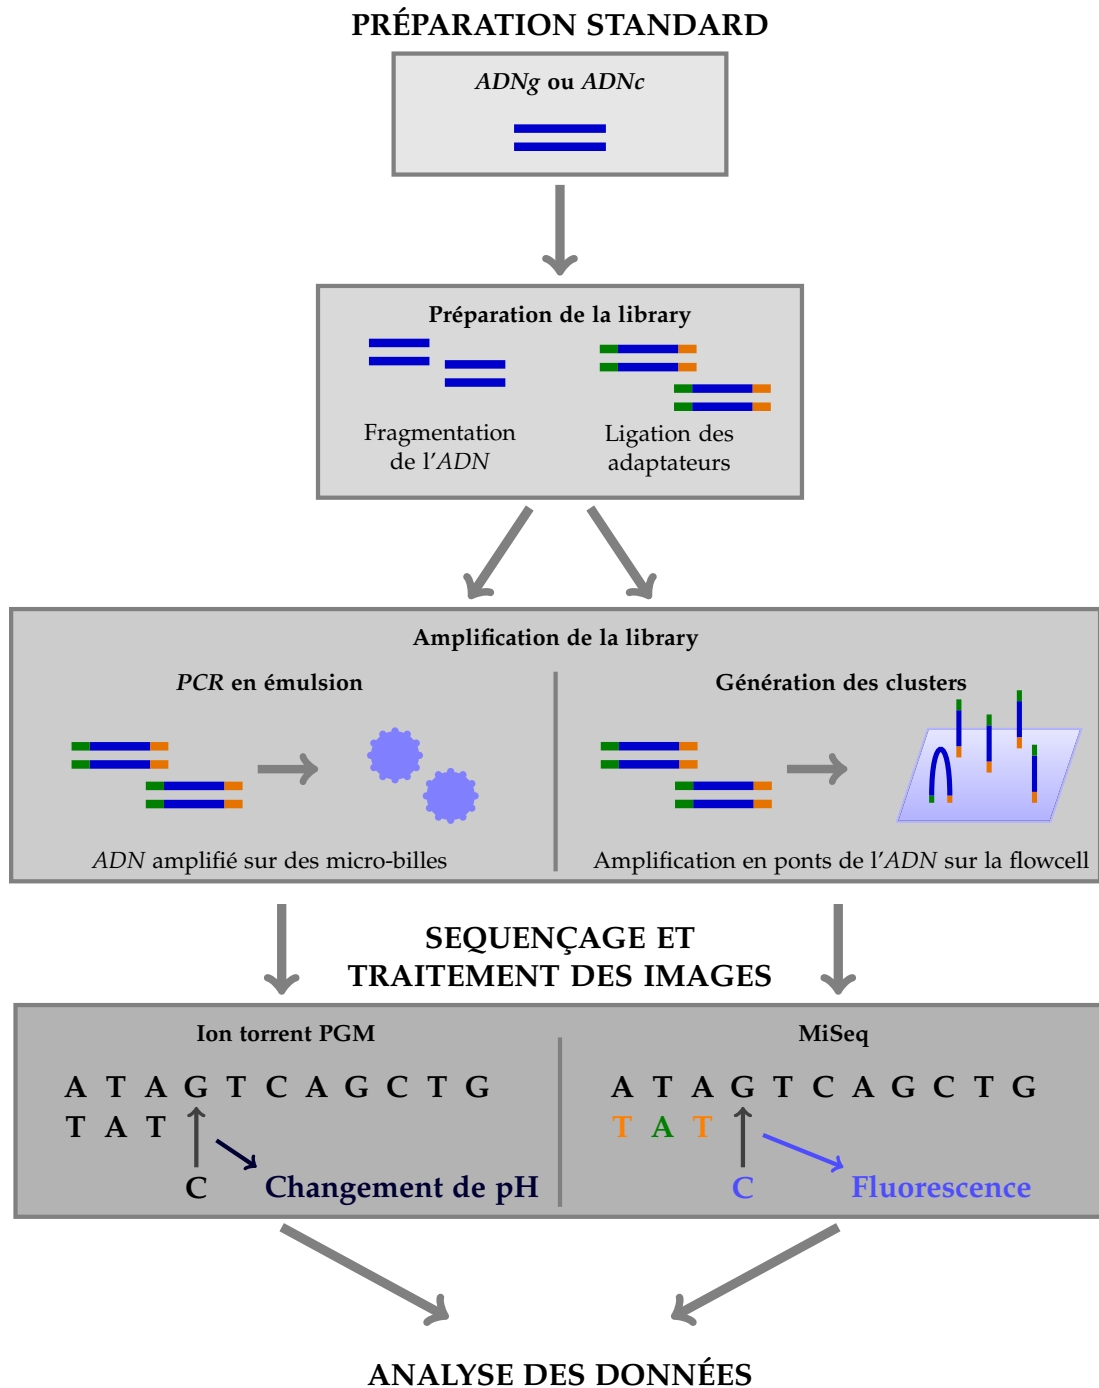 PRÉPARATION STANDARD
ADNg ou ADNc
Préparation de la library
Fragmentation
de l'ADN
Ligation des
adaptateurs
Amplification de la library
PCR en émulsion
ADN amplifié sur des micro-billes
Génération des clusters
Amplification en ponts de l'ADN sur la flowcell
SEQUENÇAGE ET
TRAITEMENT DES IMAGES
Ion torrent PGM
A T A G T C A G C T G
T A T
C
Changement de pH
MiSeq
A T A G T C A G C T G
T A T
C
Fluorescence
ANALYSE DES DONNÉES